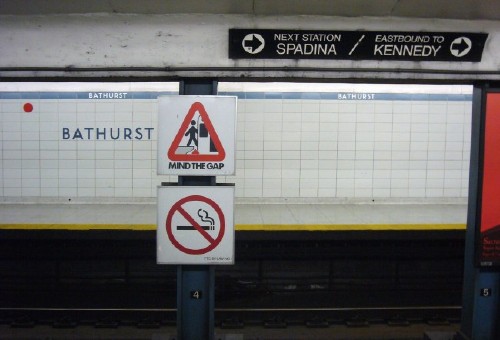 NEXT STATION
SPADINA
EASTBOUND TO
KENNEDY
BATHURST
BATHURST
BATHURST
MIND THE GAP
4
5